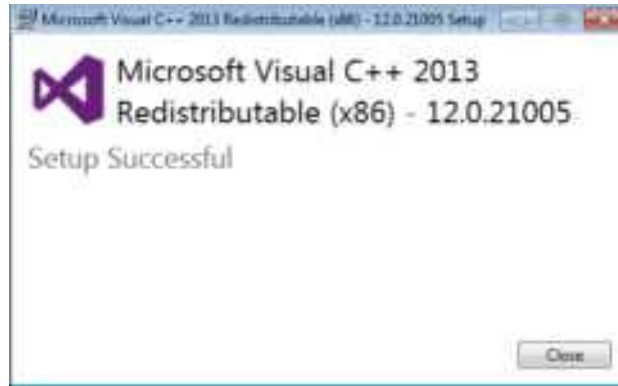 Microsoft Visual C++ 2013 Redistributable (x86) - 12.0.21005 Setup
Microsoft Visual C++ 2013
Redistributable (x86) - 12.0.21005
Setup Successful
Close